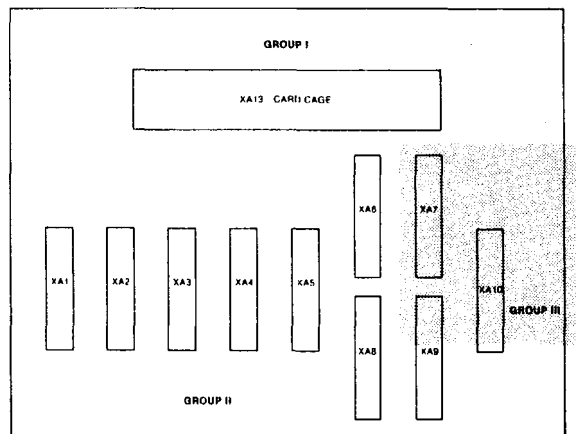 GROUP I
XA13 CARD CAGE
XA6
XA7
XA1
XA2
XA3
XA4
XA5
XA10
GROUP III
XA8
XA9
GROUP II